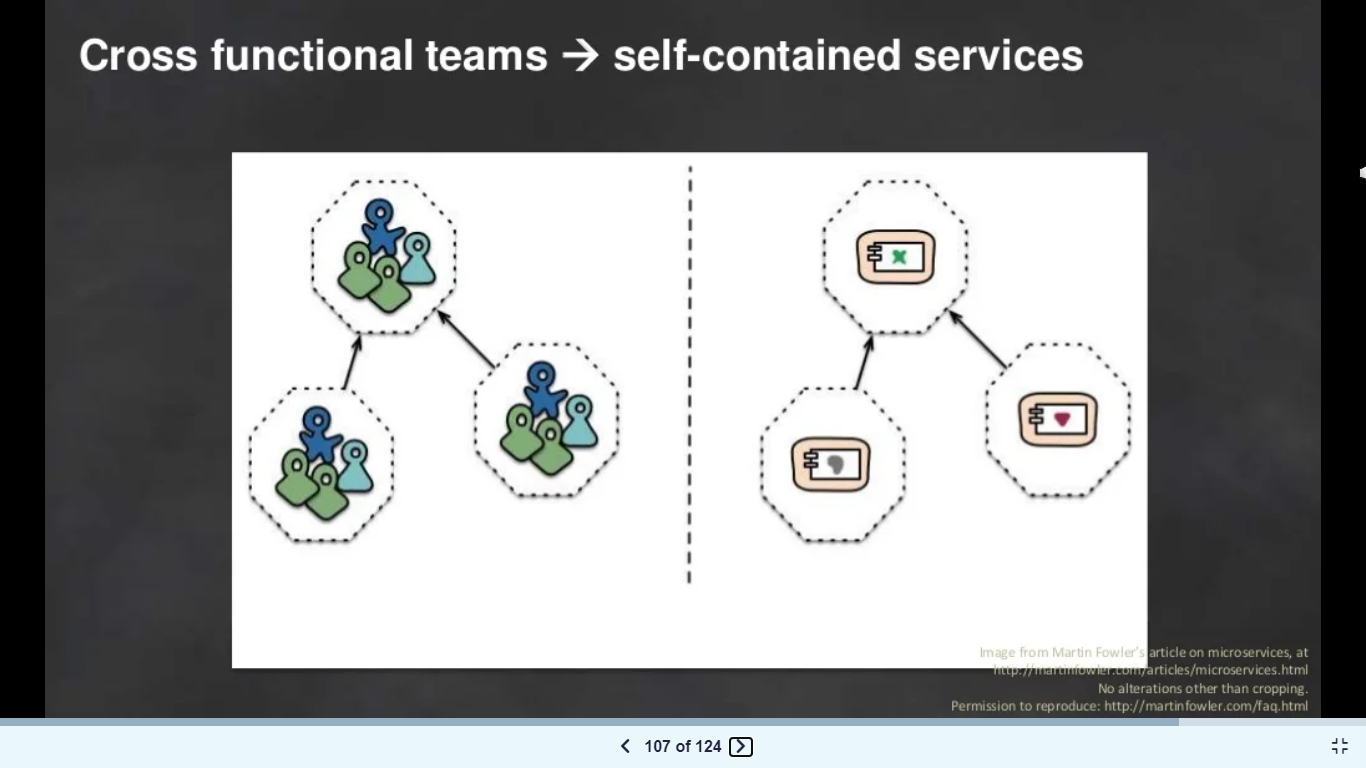 Cross functional teams → self-contained services
Image from Martin Fowler's article on microservices, at
http://martinfowler.com/articles/microservices.html
No alterations other than cropping.
Permission to reproduce: http://martinfowler.com/faq.html
107 of 124